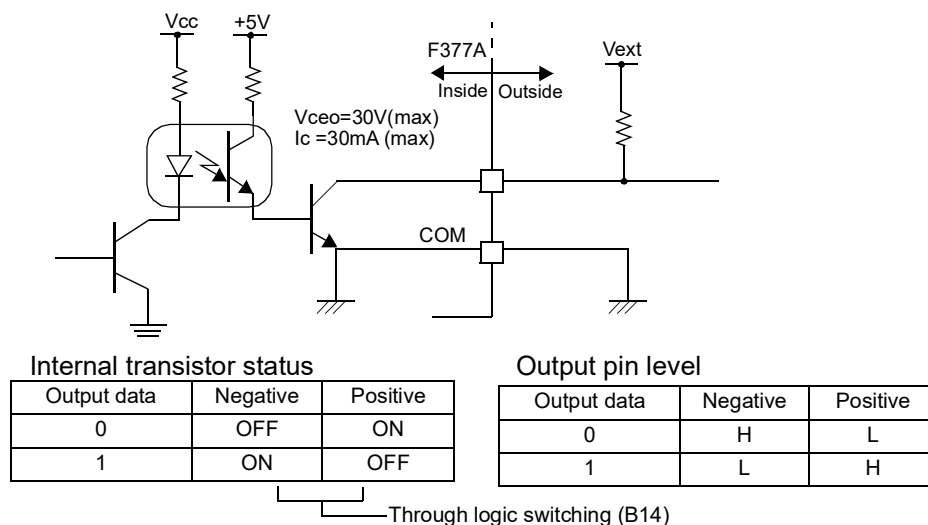 Vcc +5V
F377A
Vext
Inside Outside
Vceo=30V(max)
Ic =30mA (max)
COM
Internal transistor status
Output data Negative Positive
0 OFF ON
1 ON OFF
Output pin level
Output data Negative Positive
0 H L
1 L H
Through logic switching (B14)